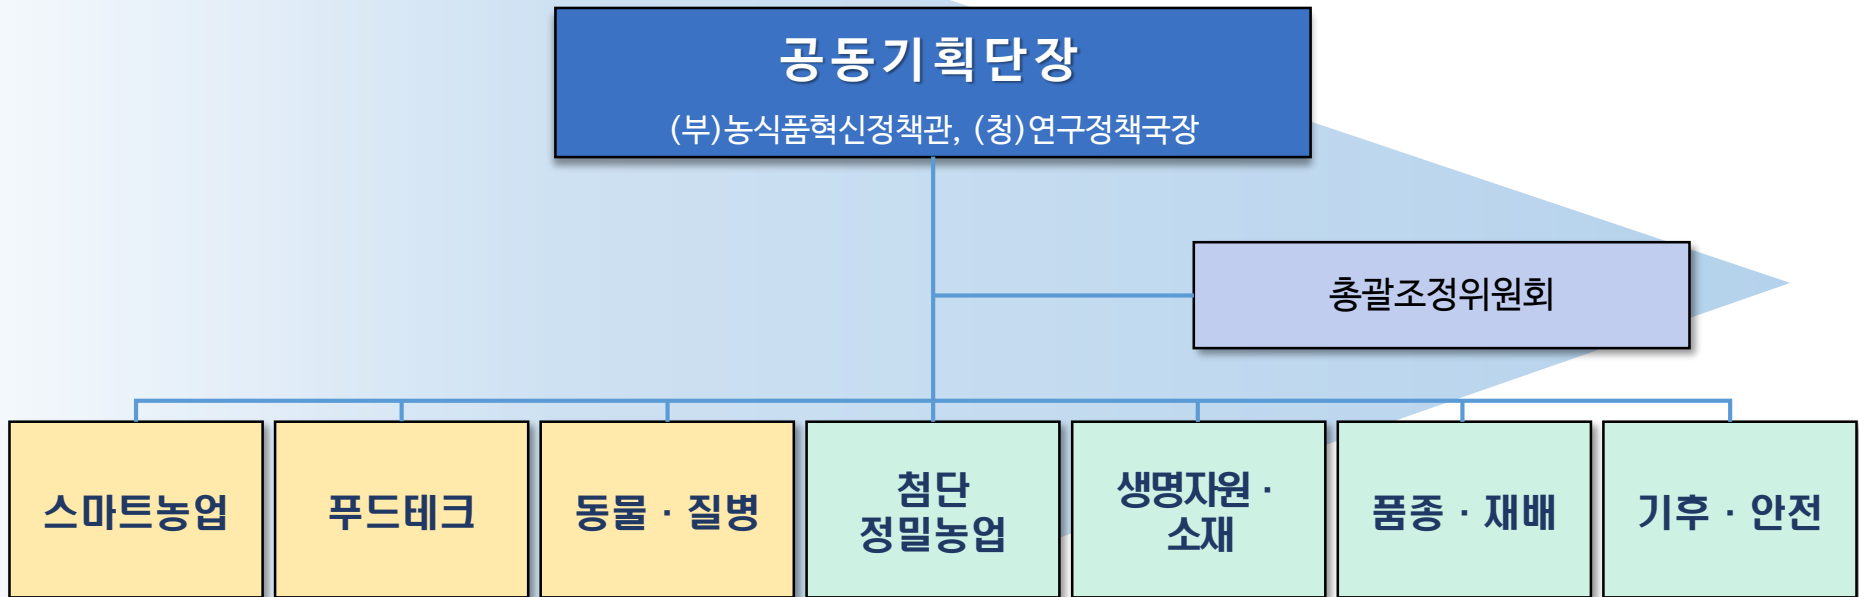 공동기획단장
(부)농식품혁신정책관, (청)연구정책국장
총괄조정위원회
스마트농업
푸드테크
동물 · 질병
첨단
정밀농업
생명자원 ·
소재
품종 · 재배
기후 · 안전